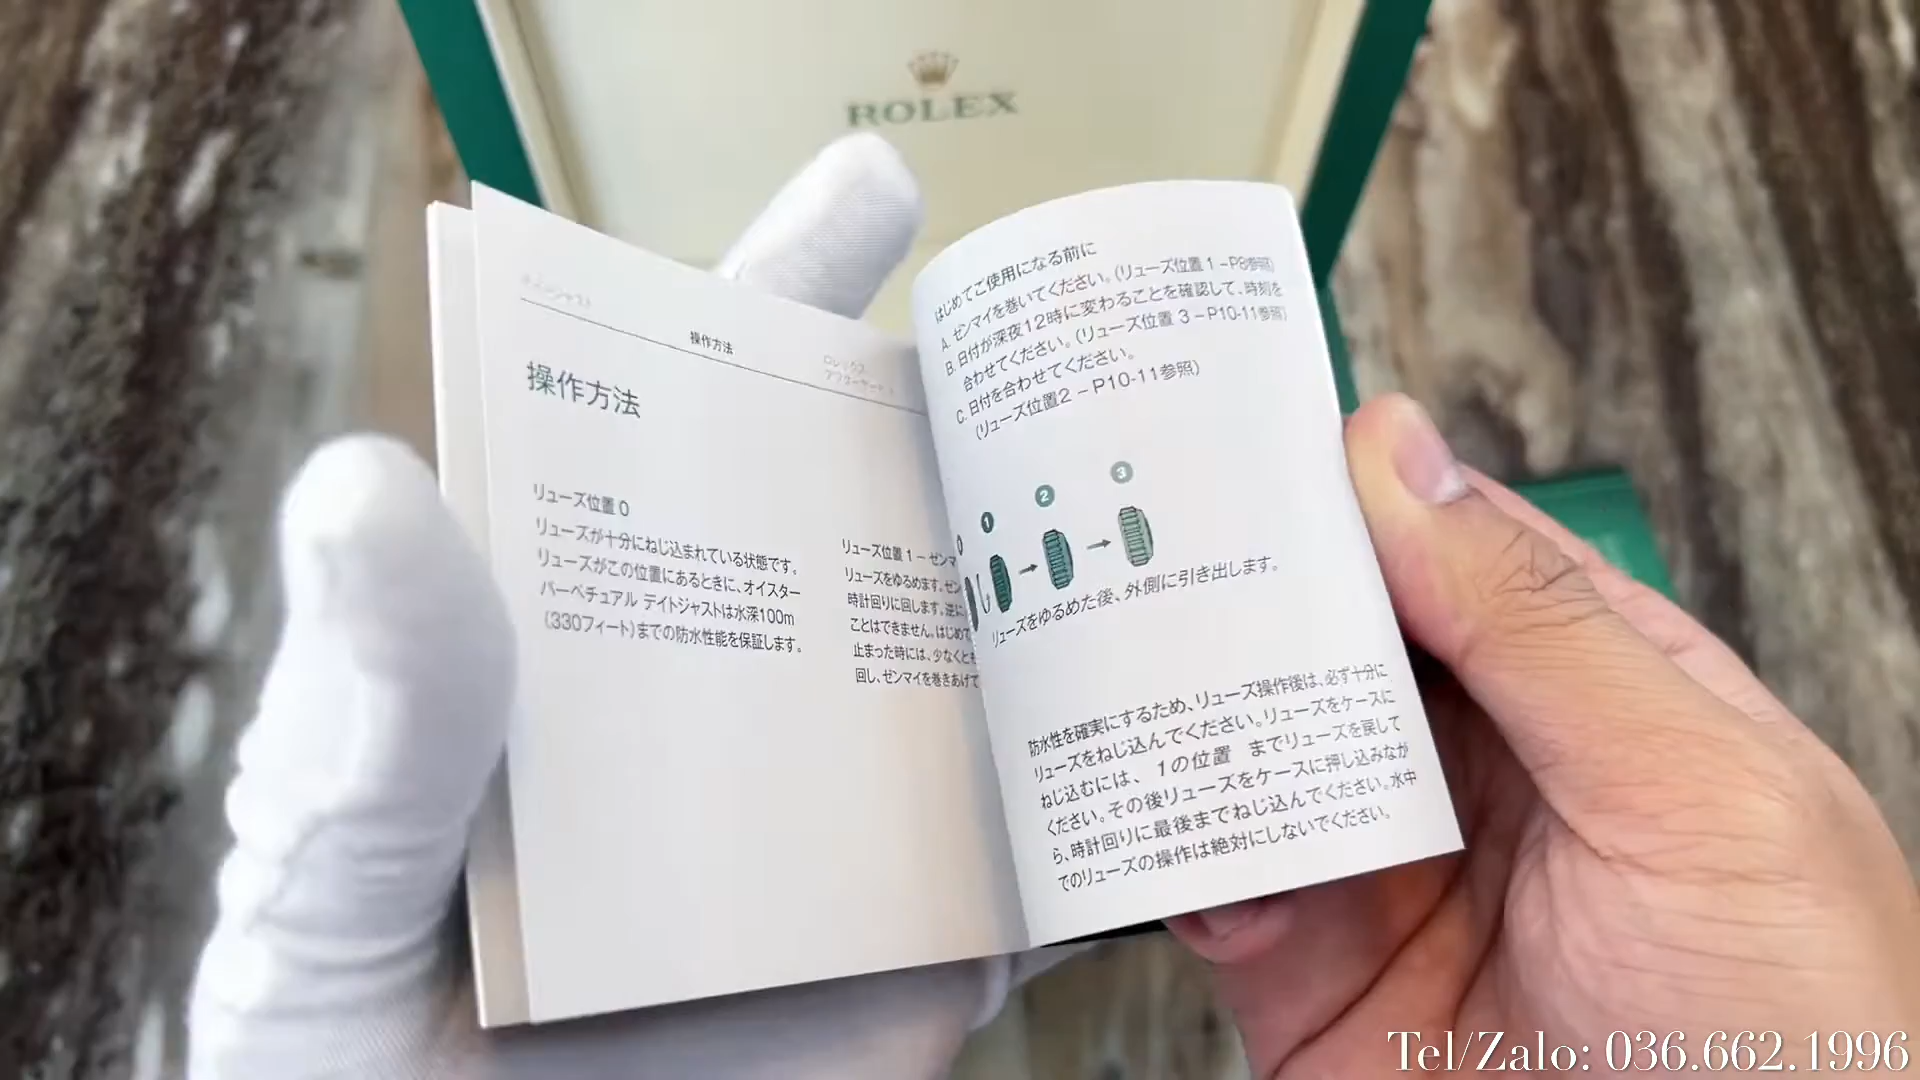 ROLEX
デイトジャスト
操作方法
ロレックス
操作方法
リューズ位置 0
リューズが十分にねじ込まれている状態です。
リューズがこの位置にあるときに、オイスター
パーペチュアル デイトジャストは水深100m
(330フィート)までの防水性能を保証します。
リューズ位置 1 – ゼンマ
リューズをゆるめます。ゼン
時計回りに回します。逆に
ことはできません。はじめて
止まった時には、少なくとも
回し、ゼンマイを巻きあげて
はじめてご使用になる前に
A. ゼンマイを巻いてください。(リューズ位置 1 – P8参照)
B. 日付が深夜12時に変わることを確認して、時刻を
合わせてください。(リューズ位置 3 – P10-11参照)
C. 日付を合わせてください。
(リューズ位置2 – P10-11参照)
0
1
2
3
リューズをゆるめた後、外側に引き出します。
防水性を確実にするため、リューズ操作後は、必ず十分に
リューズをねじ込んでください。リューズをケースに
ねじ込むには、 1の位置 までリューズを戻して
ください。その後リューズをケースに押し込みなが
ら、時計回りに最後までねじ込んでください。水中
でのリューズの操作は絶対にしないでください。
Tel/Zalo: 036.662.1996